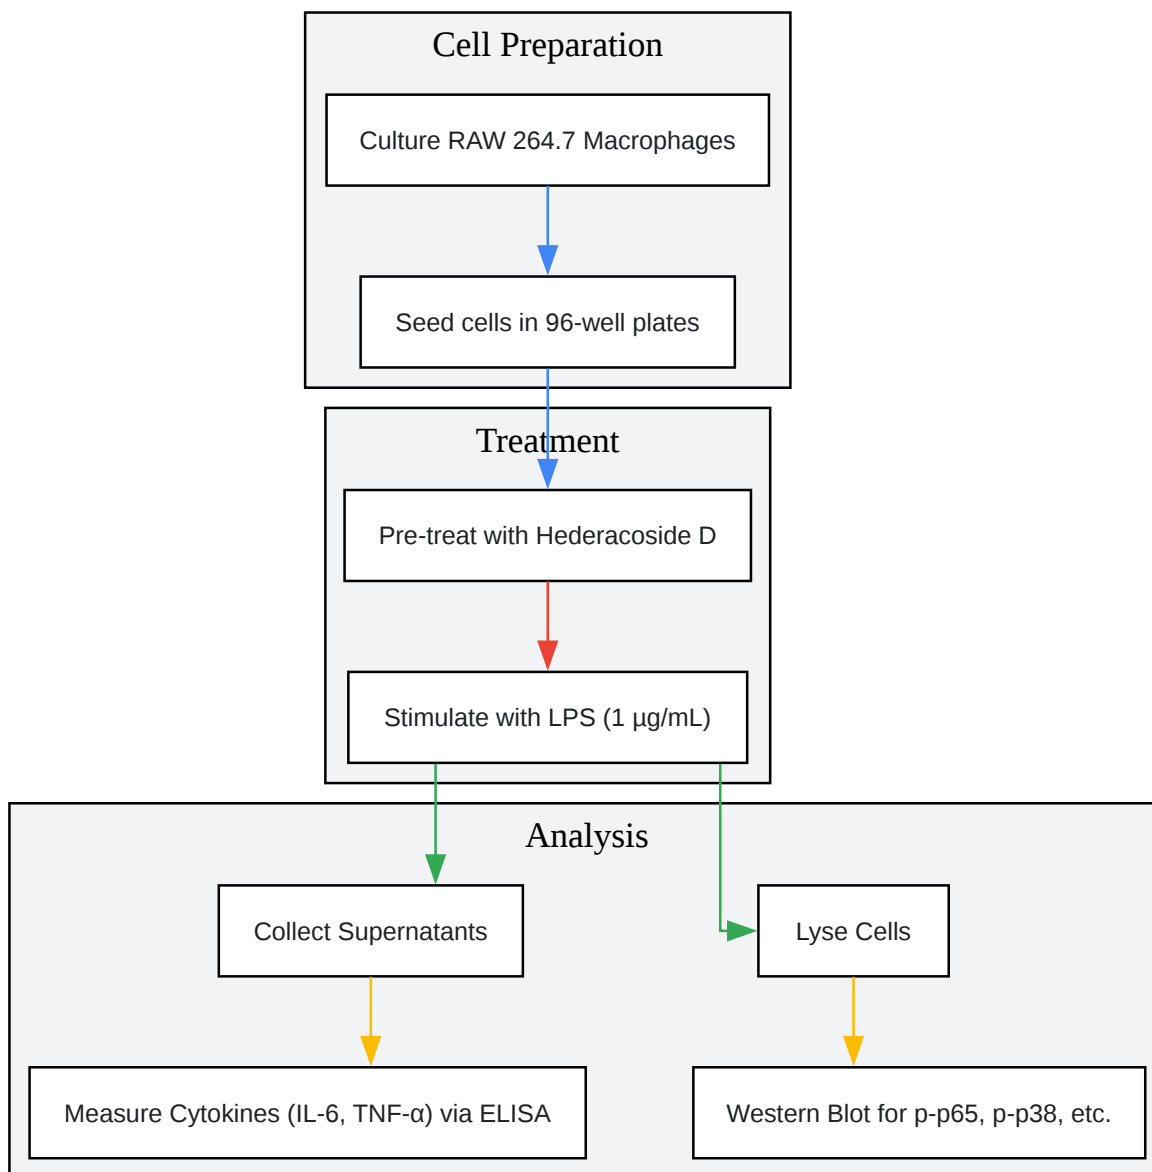 Cell Preparation
Culture RAW 264.7 Macrophages
Seed cells in 96-well plates
Treatment
Pre-treat with Hederacoside D
Stimulate with LPS (1 µg/mL)
Analysis
Collect Supernatants
Lyse Cells
Measure Cytokines (IL-6, TNF-α) via ELISA
Western Blot for p-p65, p-p38, etc.